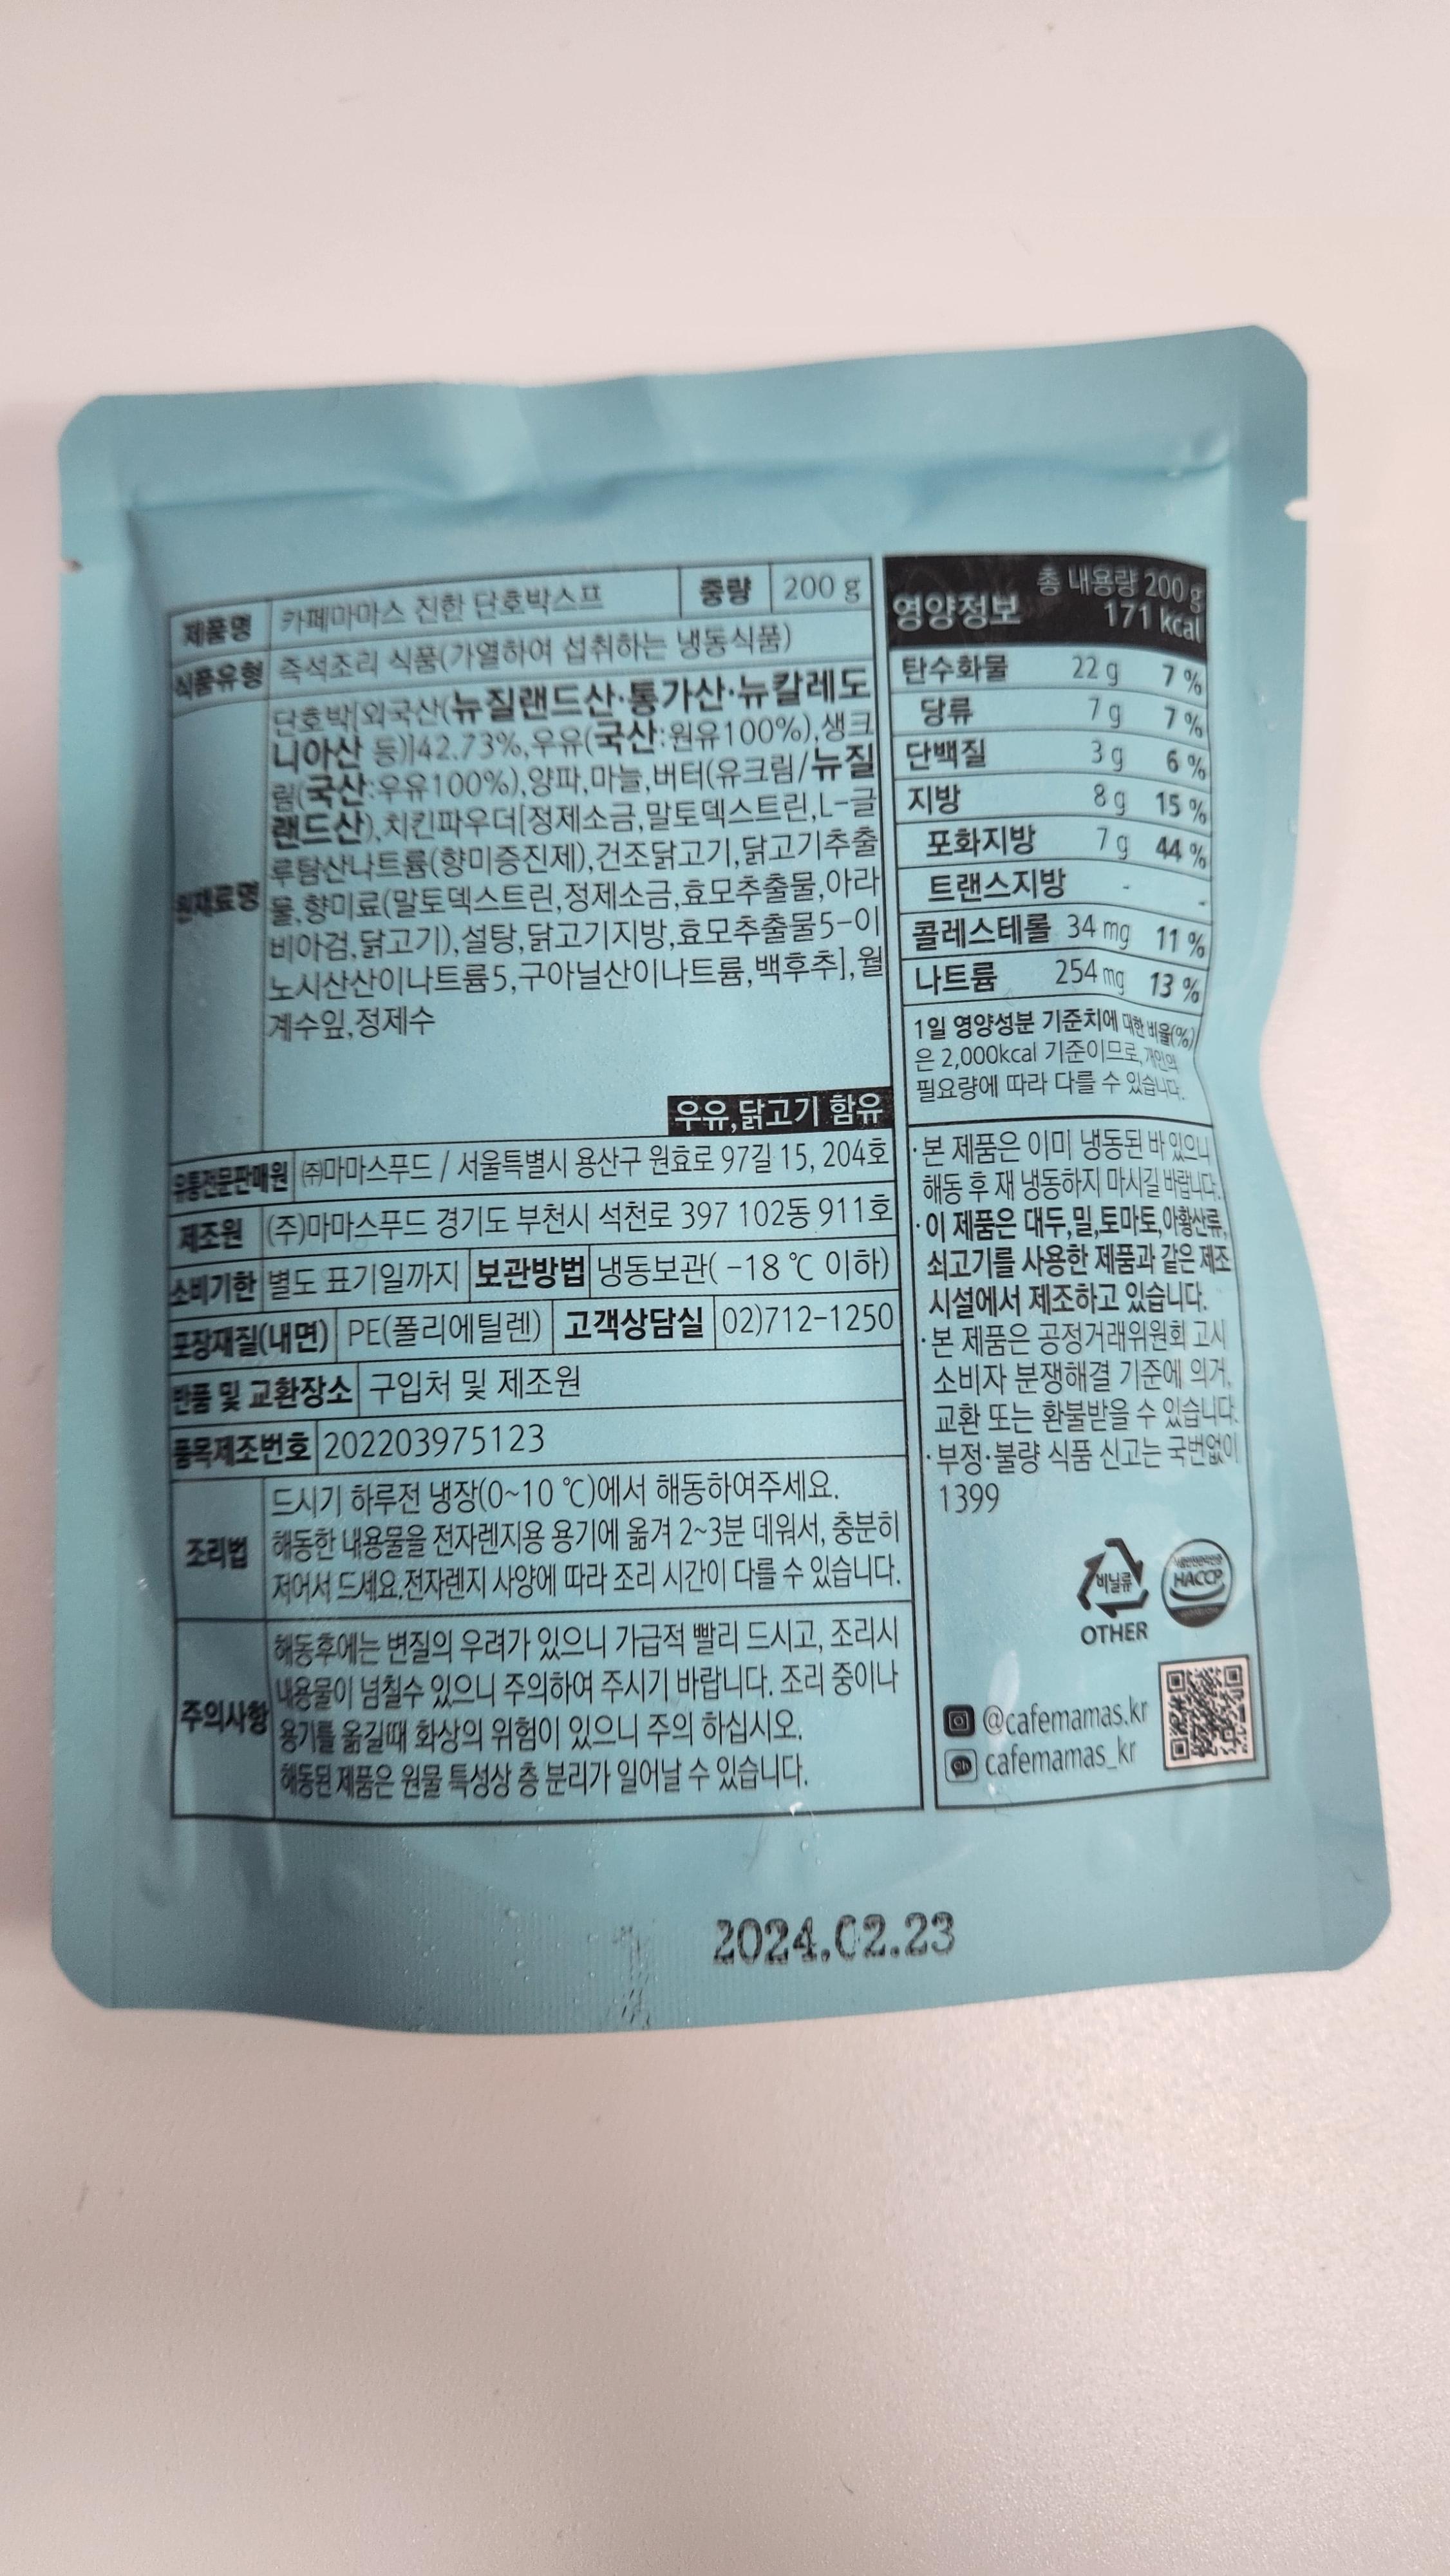 제품명 카페마마스 진한 단호박스프 중량 200 g
식품유형 즉석조리 식품(가열하여 섭취하는 냉동식품)
원재료명
단호박[외국산(뉴질랜드산·통가산·뉴칼레도
니아산 등)]42.73%,우유(국산:원유100%),생크
림(국산:우유100%),양파,마늘,버터(유크림/뉴질
랜드산),치킨파우더[정제소금,말토덱스트린,L-글
루탐산나트륨(향미증진제),건조닭고기,닭고기추출
물,향미료(말토덱스트린,정제소금,효모추출물,아라
비아검,닭고기),설탕,닭고기지방,효모추출물5-이
노시산산이나트륨5,구아닐산이나트륨,백후추],월
계수잎,정제수
우유,닭고기 함유
유통전문판매원 ㈜마마스푸드 / 서울특별시 용산구 원효로 97길 15, 204호
제조원 (주)마마스푸드 경기도 부천시 석천로 397 102동 911호
소비기한 별도 표기일까지 보관방법 냉동보관( -18 ℃ 이하)
포장재질(내면) PE(폴리에틸렌) 고객상담실 02)712-1250
반품 및 교환장소 구입처 및 제조원
품목제조번호 202203975123
조리법
드시기 하루전 냉장(0~10 ℃)에서 해동하여주세요.
해동한 내용물을 전자렌지용 용기에 옮겨 2~3분 데워서, 충분히
저어서 드세요.전자렌지 사양에 따라 조리 시간이 다를 수 있습니다.
주의사항
해동후에는 변질의 우려가 있으니 가급적 빨리 드시고, 조리시
내용물이 넘칠수 있으니 주의하여 주시기 바랍니다. 조리 중이나
용기를 옮길때 화상의 위험이 있으니 주의 하십시오.
해동된 제품은 원물 특성상 층 분리가 일어날 수 있습니다.
영양정보 총 내용량 200 g
171 kcal
탄수화물 22 g 7 %
당류 7 g 7 %
단백질 3 g 6 %
지방 8 g 15 %
포화지방 7 g 44 %
트랜스지방 - -
콜레스테롤 34 mg 11 %
나트륨 254 mg 13 %
1일 영양성분 기준치에 대한 비율(%)
은 2,000kcal 기준이므로, 개인의
필요량에 따라 다를 수 있습니다.
·본 제품은 이미 냉동된 바 있으니
해동 후 재 냉동하지 마시길 바랍니다.
·이 제품은 대두,밀,토마토,아황산류,
쇠고기를 사용한 제품과 같은 제조
시설에서 제조하고 있습니다.
·본 제품은 공정거래위원회 고시
소비자 분쟁해결 기준에 의거,
교환 또는 환불받을 수 있습니다.
·부정·불량 식품 신고는 국번없이
1399
비닐류
OTHER
HACCP
@cafemamas.kr
Ch cafemamas_kr
2024.02.23